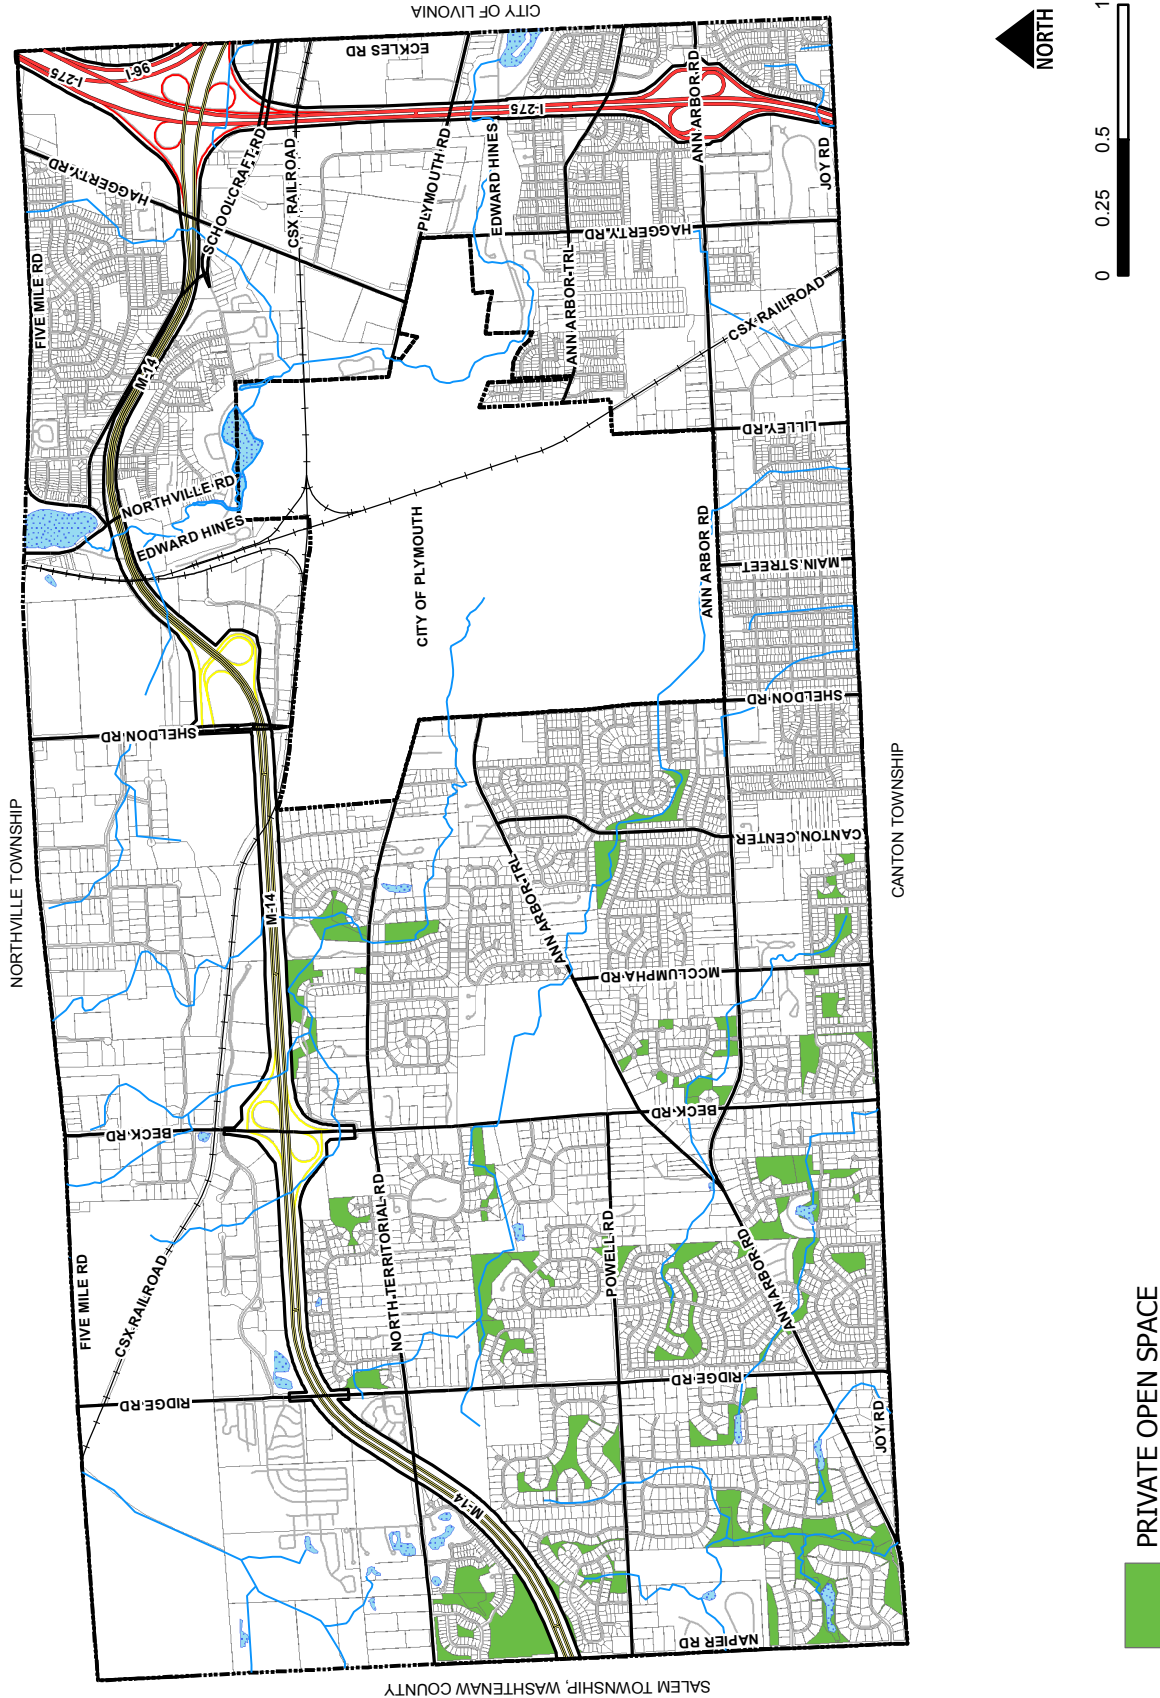 CITY OF LIVONIA
NORTHVILLE TOWNSHIP
CANTON TOWNSHIP
SALEM TOWNSHIP, WASHTENAW COUNTY
CITY OF PLYMOUTH
ECKLES RD
I-275
I-96
HAGGERTY RD
SCHOOLCRAFT RD
CSX RAILROAD
PLYMOUTH RD
EDWARD HINES
I-275
ANN ARBOR RD
JOY RD
FIVE MILE RD
M-14
HAGGERTY RD
ANN ARBOR TRL
CSX RAILROAD
LILLEY RD
NORTHVILLE RD
EDWARD HINES
ANN ARBOR RD
MAIN STREET
SHELDON RD
SHELDON RD
M-14
ANN ARBOR TRL
CANTON CENTER
MCCLUMPHA RD
BECK RD
BECK RD
FIVE MILE RD
CSX RAILROAD
NORTH TERRITORIAL RD
POWELL RD
ANN ARBOR RD
ANN ARBOR RD
RIDGE RD
RIDGE RD
JOY RD
M-14
NAPIER RD
NORTH
0 0.25 0.5 1
PRIVATE OPEN SPACE